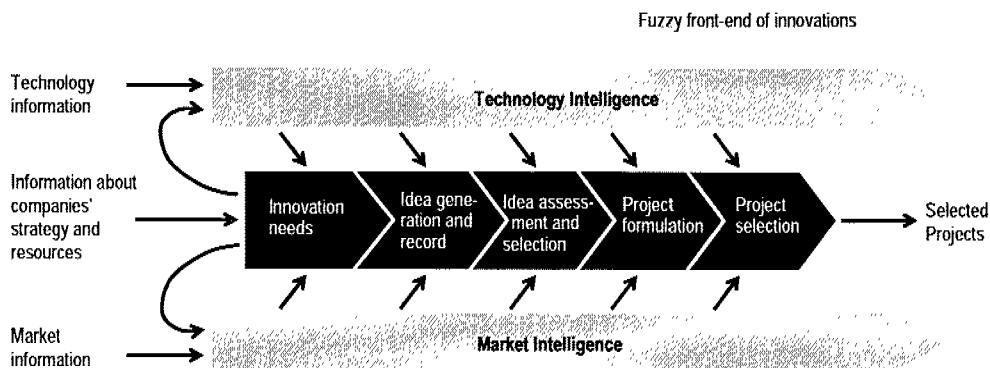 Fuzzy front-end of innovations
Technology
information
Technology Intelligence
Information about
companies'
strategy and
resources
Innovation
needs
Idea gene-
ration and
record
Idea assess-
ment and
selection
Project
formulation
Project
selection
Selected
Projects
Market
information
Market Intelligence